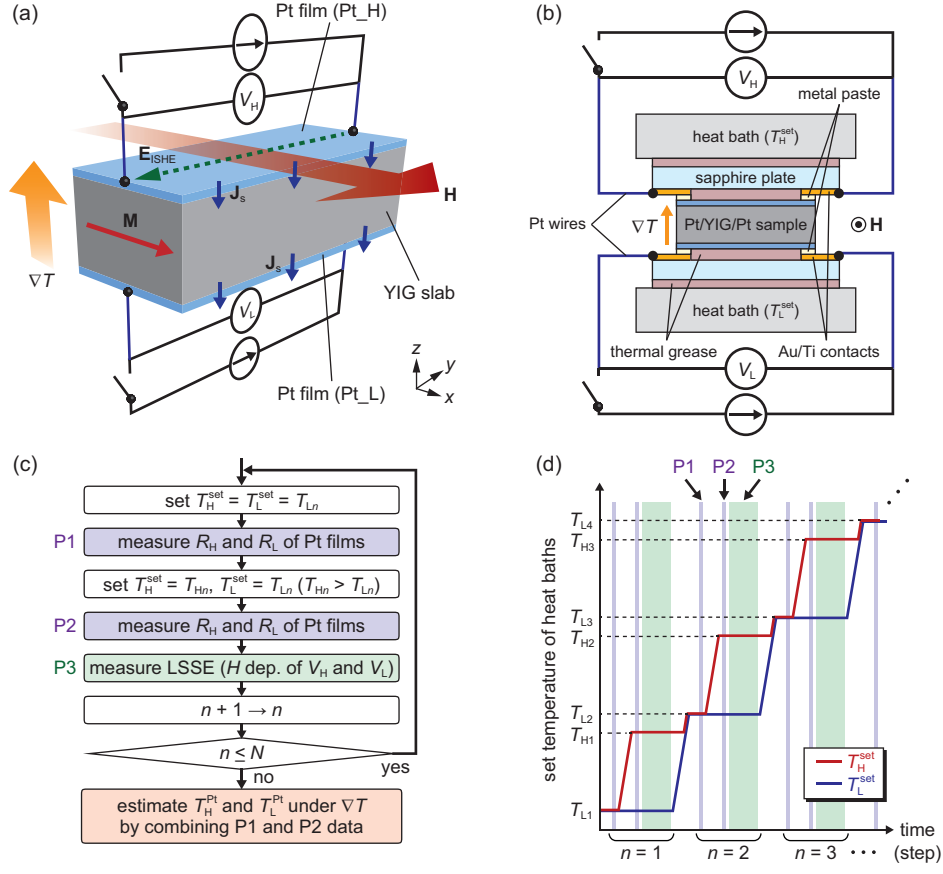 (a)
Pt film (Pt_H)
V_H
E_ISHE
J_s
H
M
∇T
J_s
YIG slab
V_L
Pt film (Pt_L)
z
y
x
(b)
V_H
metal paste
heat bath (T_H^set)
sapphire plate
Pt wires
∇T
Pt/YIG/Pt sample
H
heat bath (T_L^set)
thermal grease
Au/Ti contacts
V_L
(c)
set T_H^set = T_L^set = T_Ln
P1
measure R_H and R_L of Pt films
set T_H^set = T_Hn, T_L^set = T_Ln (T_Hn > T_Ln)
P2
measure R_H and R_L of Pt films
P3
measure LSSE (H dep. of V_H and V_L)
n + 1 → n
n ≤ N
yes
no
estimate T_H^Pt and T_L^Pt under ∇T
by combining P1 and P2 data
(d)
P1 P2 P3
set temperature of heat baths
T_L4
T_H3
T_L3
T_H2
T_L2
T_H1
T_L1
T_H^set
T_L^set
time
(step)
n = 1 n = 2 n = 3 • • •